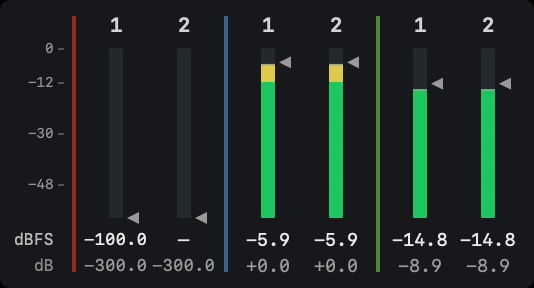 1 2 1 2 1 2
0 –
−12 –
−30 –
−48 –
dBFS −100.0 — −5.9 −5.9 −14.8 −14.8
dB −300.0 −300.0 +0.0 +0.0 −8.9 −8.9